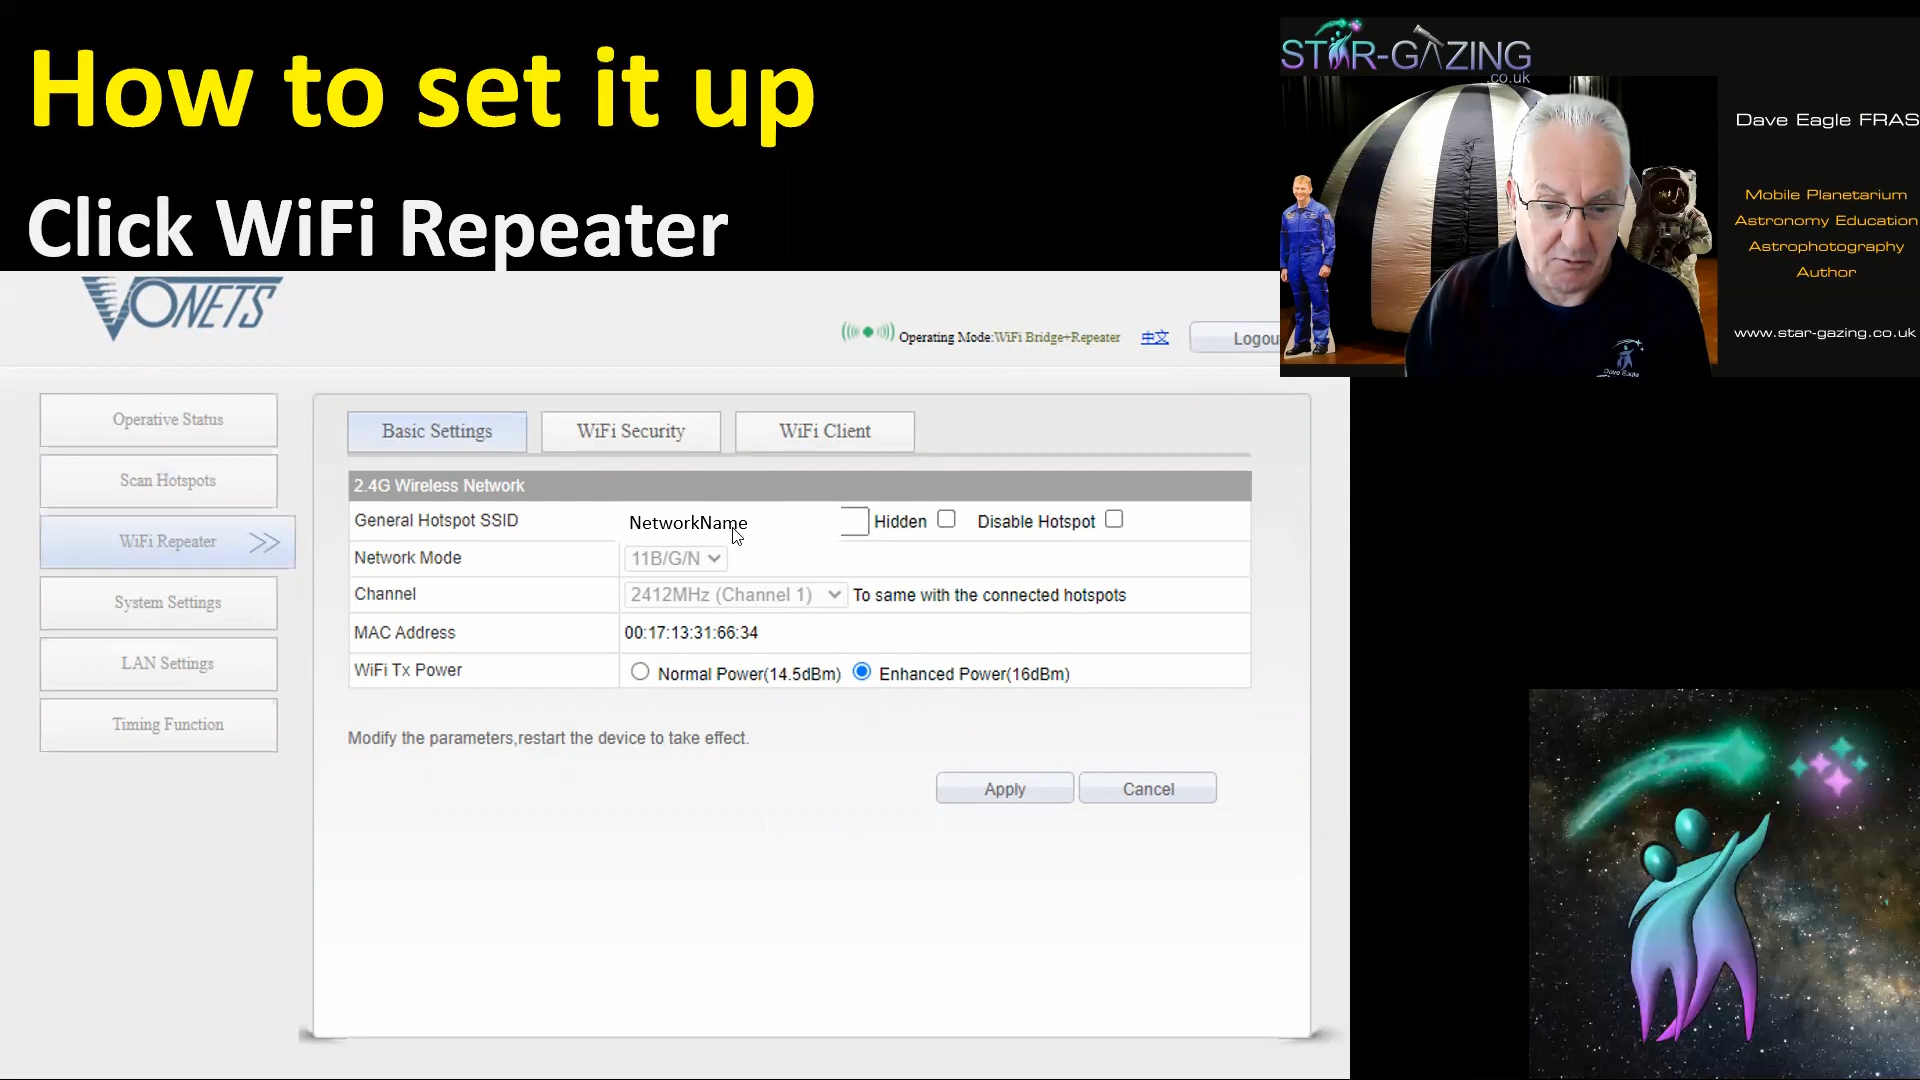 How to set it up
Click WiFi Repeater
STAR-GAZING
.co.uk
Dave Eagle FRAS
Mobile Planetarium
Astronomy Education
Astrophotography
Author
www.star-gazing.co.uk
Dave Eagle
VONETS
Operating Mode:WiFi Bridge+Repeater 中文 Logou
Operative Status
Scan Hotspots
WiFi Repeater >>
System Settings
LAN Settings
Timing Function
Basic Settings WiFi Security WiFi Client
2.4G Wireless Network
General Hotspot SSID NetworkName Hidden Disable Hotspot
Network Mode 11B/G/N
Channel 2412MHz (Channel 1) To same with the connected hotspots
MAC Address 00:17:13:31:66:34
WiFi Tx Power Normal Power(14.5dBm) Enhanced Power(16dBm)
Modify the parameters,restart the device to take effect.
Apply Cancel